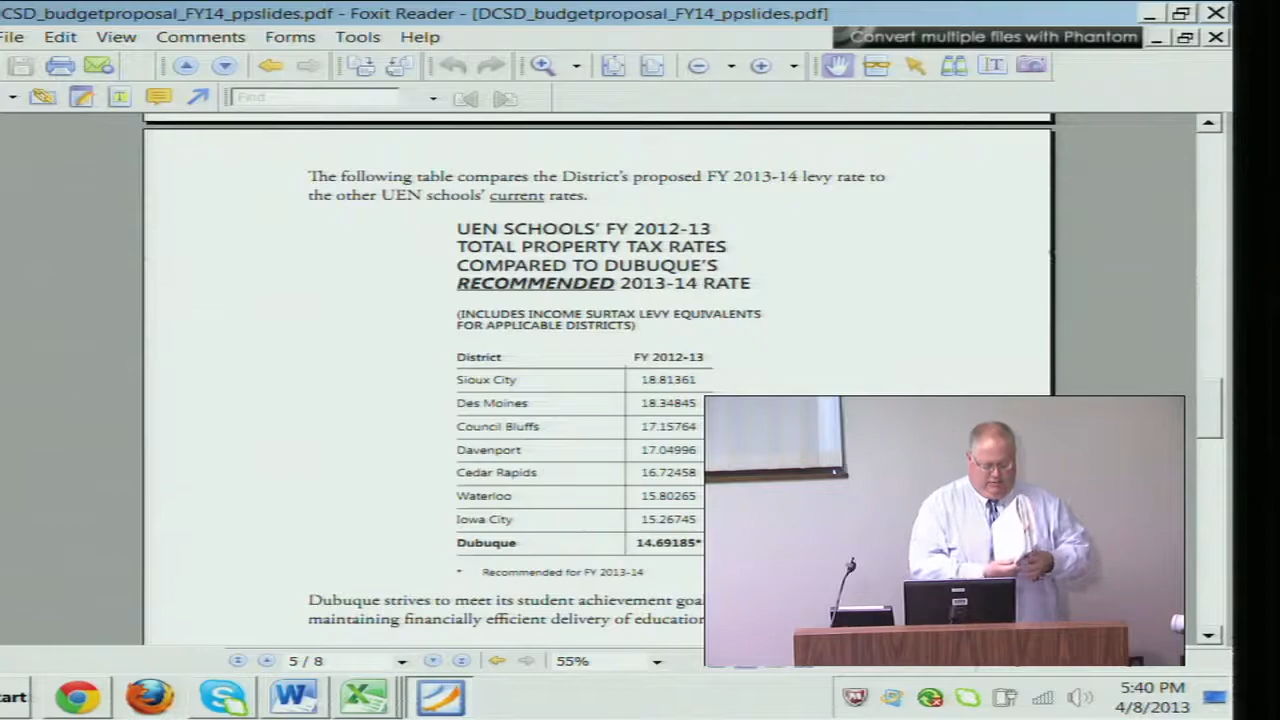 CSD_budgetproposal_FY14_ppslides.pdf - Foxit Reader - [DCSD_budgetproposal_FY14_ppslides.pdf]
File Edit View Comments Forms Tools Help
Convert multiple files with Phantom
Find
The following table compares the District's proposed FY 2013-14 levy rate to
the other UEN schools' current rates.
UEN SCHOOLS' FY 2012-13
TOTAL PROPERTY TAX RATES
COMPARED TO DUBUQUE'S
RECOMMENDED 2013-14 RATE
(INCLUDES INCOME SURTAX LEVY EQUIVALENTS
FOR APPLICABLE DISTRICTS)
District FY 2012-13
Sioux City 18.81361
Des Moines 18.34845
Council Bluffs 17.15764
Davenport 17.04996
Cedar Rapids 16.72458
Waterloo 15.80265
Iowa City 15.26745
Dubuque 14.69185*
* Recommended for FY 2013-14
Dubuque strives to meet its student achievement goa
maintaining financially efficient delivery of education
5 / 8 55%
tart
5:40 PM
4/8/2013